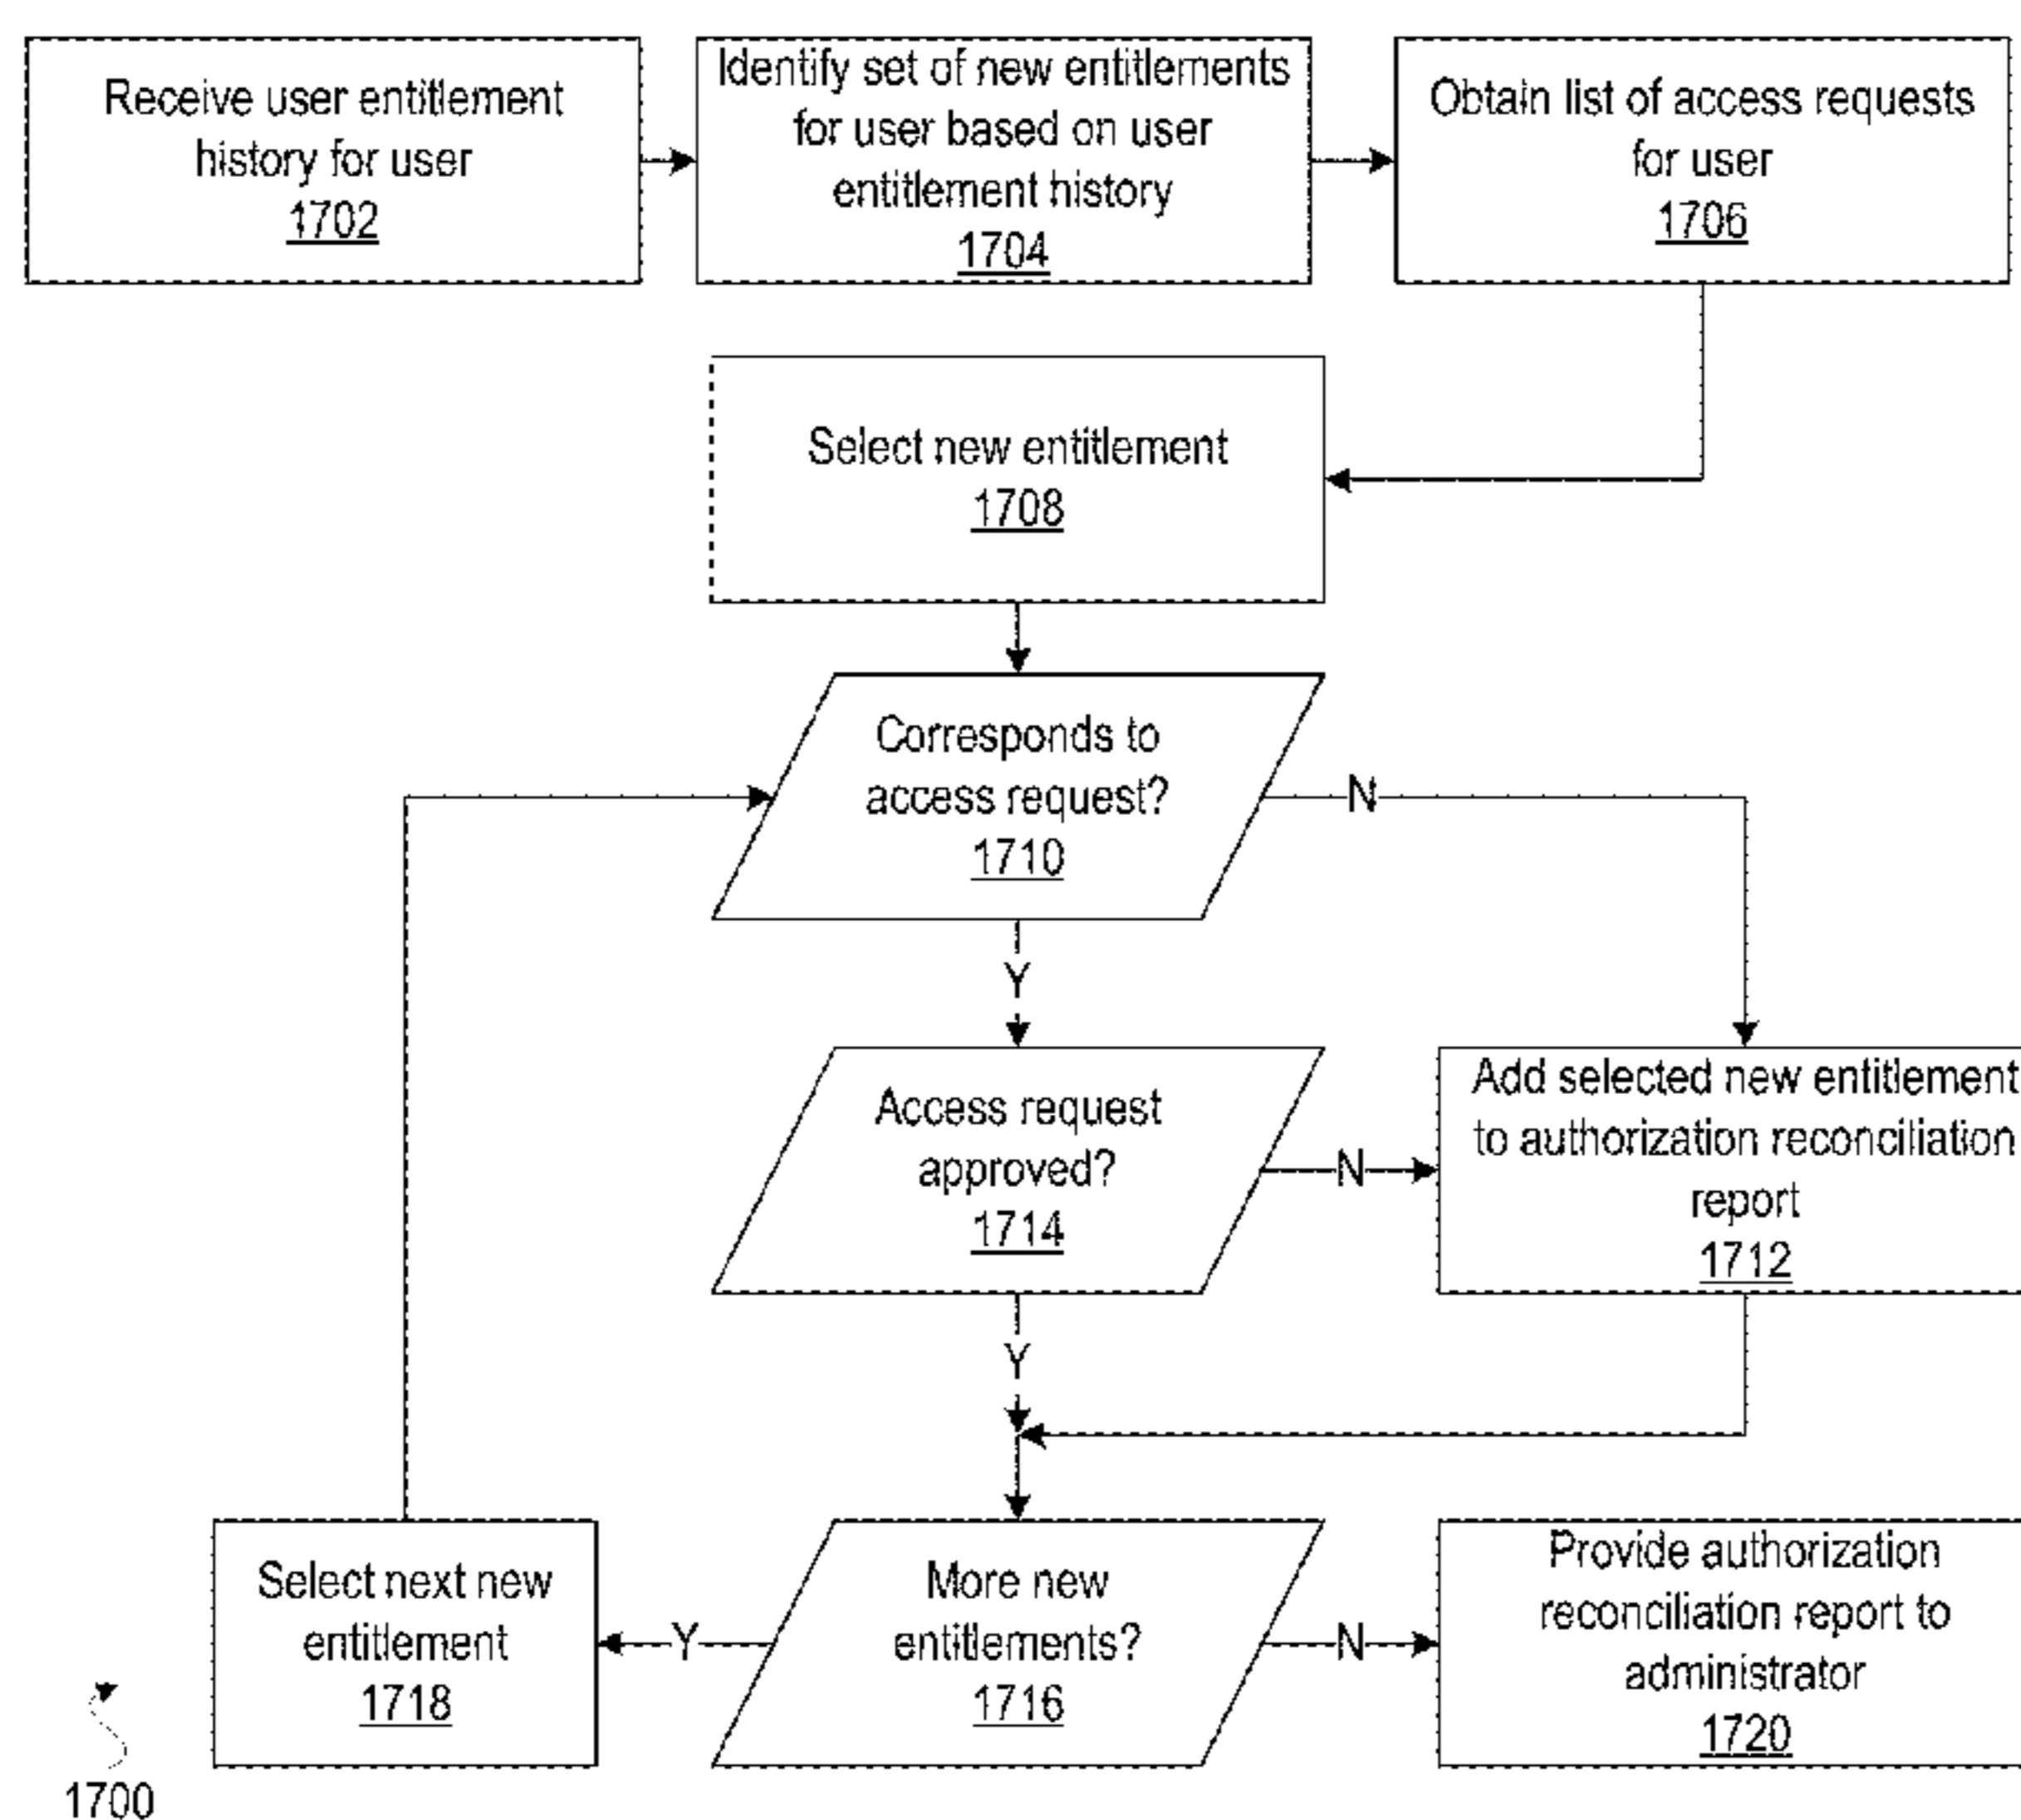 Receive user entitlement
history for user
1702
Identify set of new entitlements
for user based on user
entitlement history
1704
Obtain list of access requests
for user
1706
Select new entitlement
1708
Corresponds to
access request?
1710
N
Y
Access request
approved?
1714
N
Add selected new entitlement
to authorization reconciliation
report
1712
Y
Select next new
entitlement
1718
Y
More new
entitlements?
1716
N
Provide authorization
reconciliation report to
administrator
1720
1700